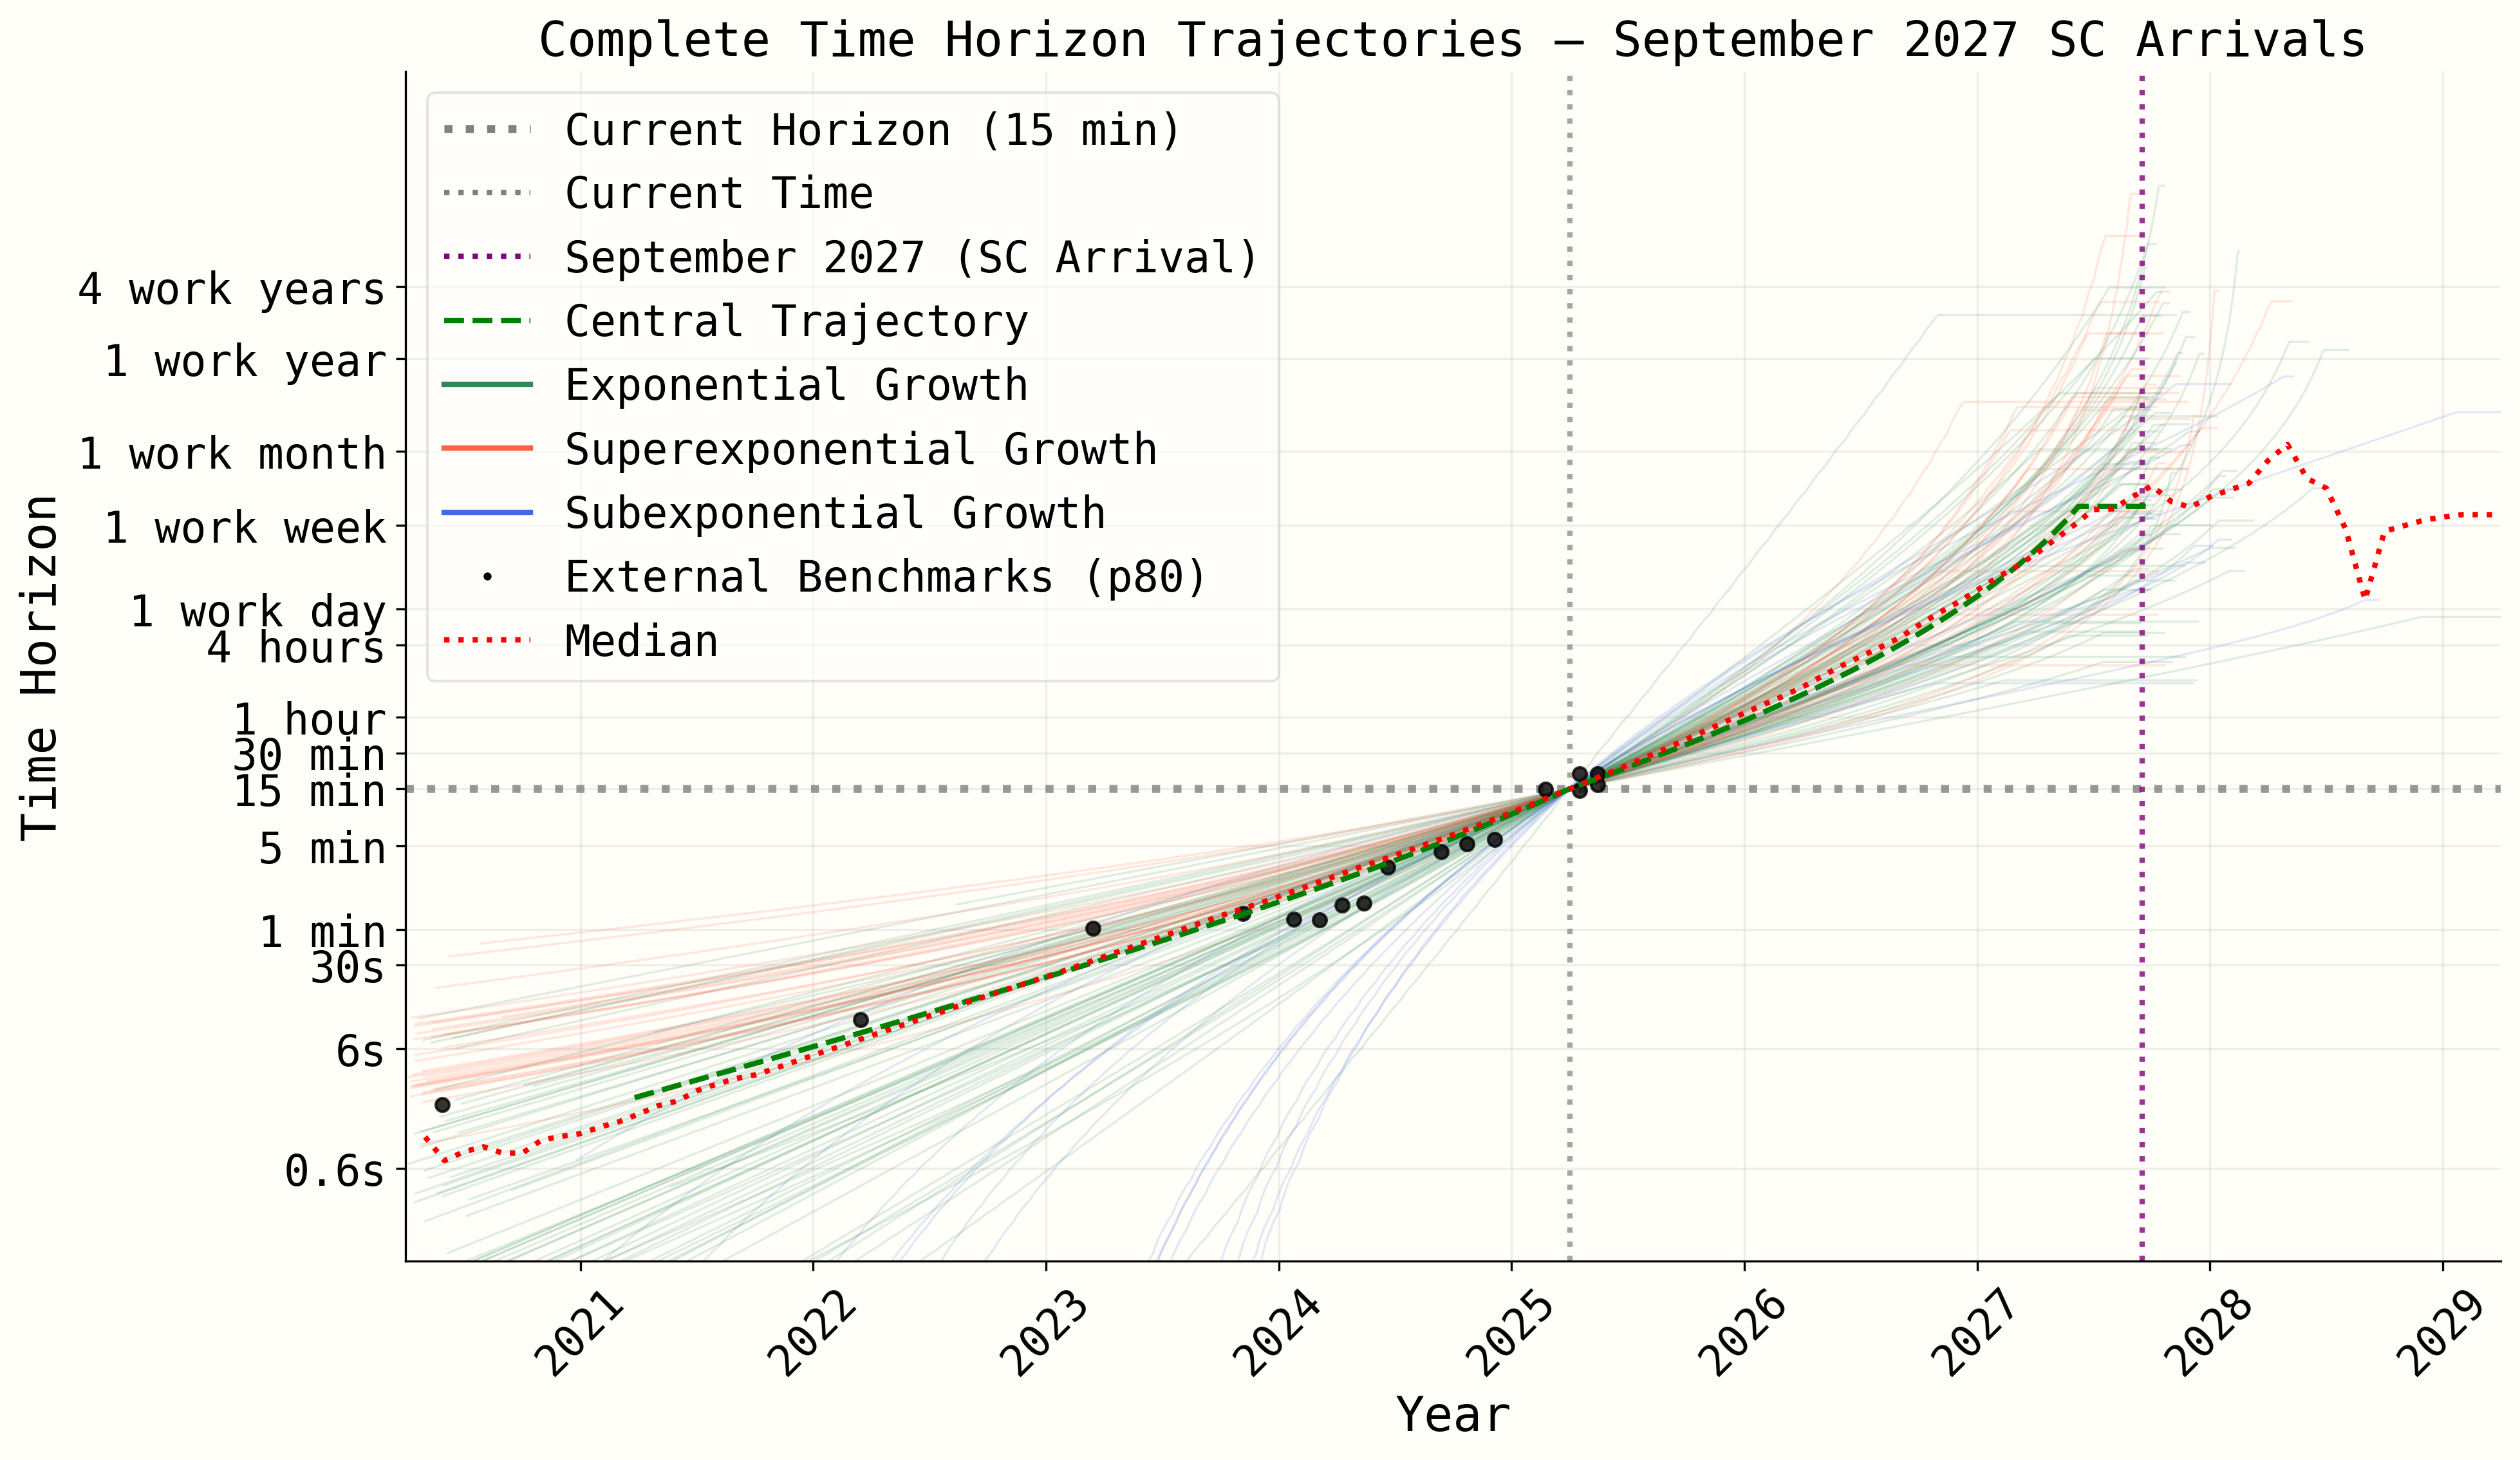 Complete Time Horizon Trajectories — September 2027 SC Arrivals
Current Horizon (15 min)
Current Time
September 2027 (SC Arrival)
Central Trajectory
Exponential Growth
Superexponential Growth
Subexponential Growth
External Benchmarks (p80)
Median
Time Horizon
4 work years
1 work year
1 work month
1 work week
1 work day
4 hours
1 hour
30 min
15 min
5 min
1 min
30s
6s
0.6s
2021
2022
2023
2024
2025
2026
2027
2028
2029
Year